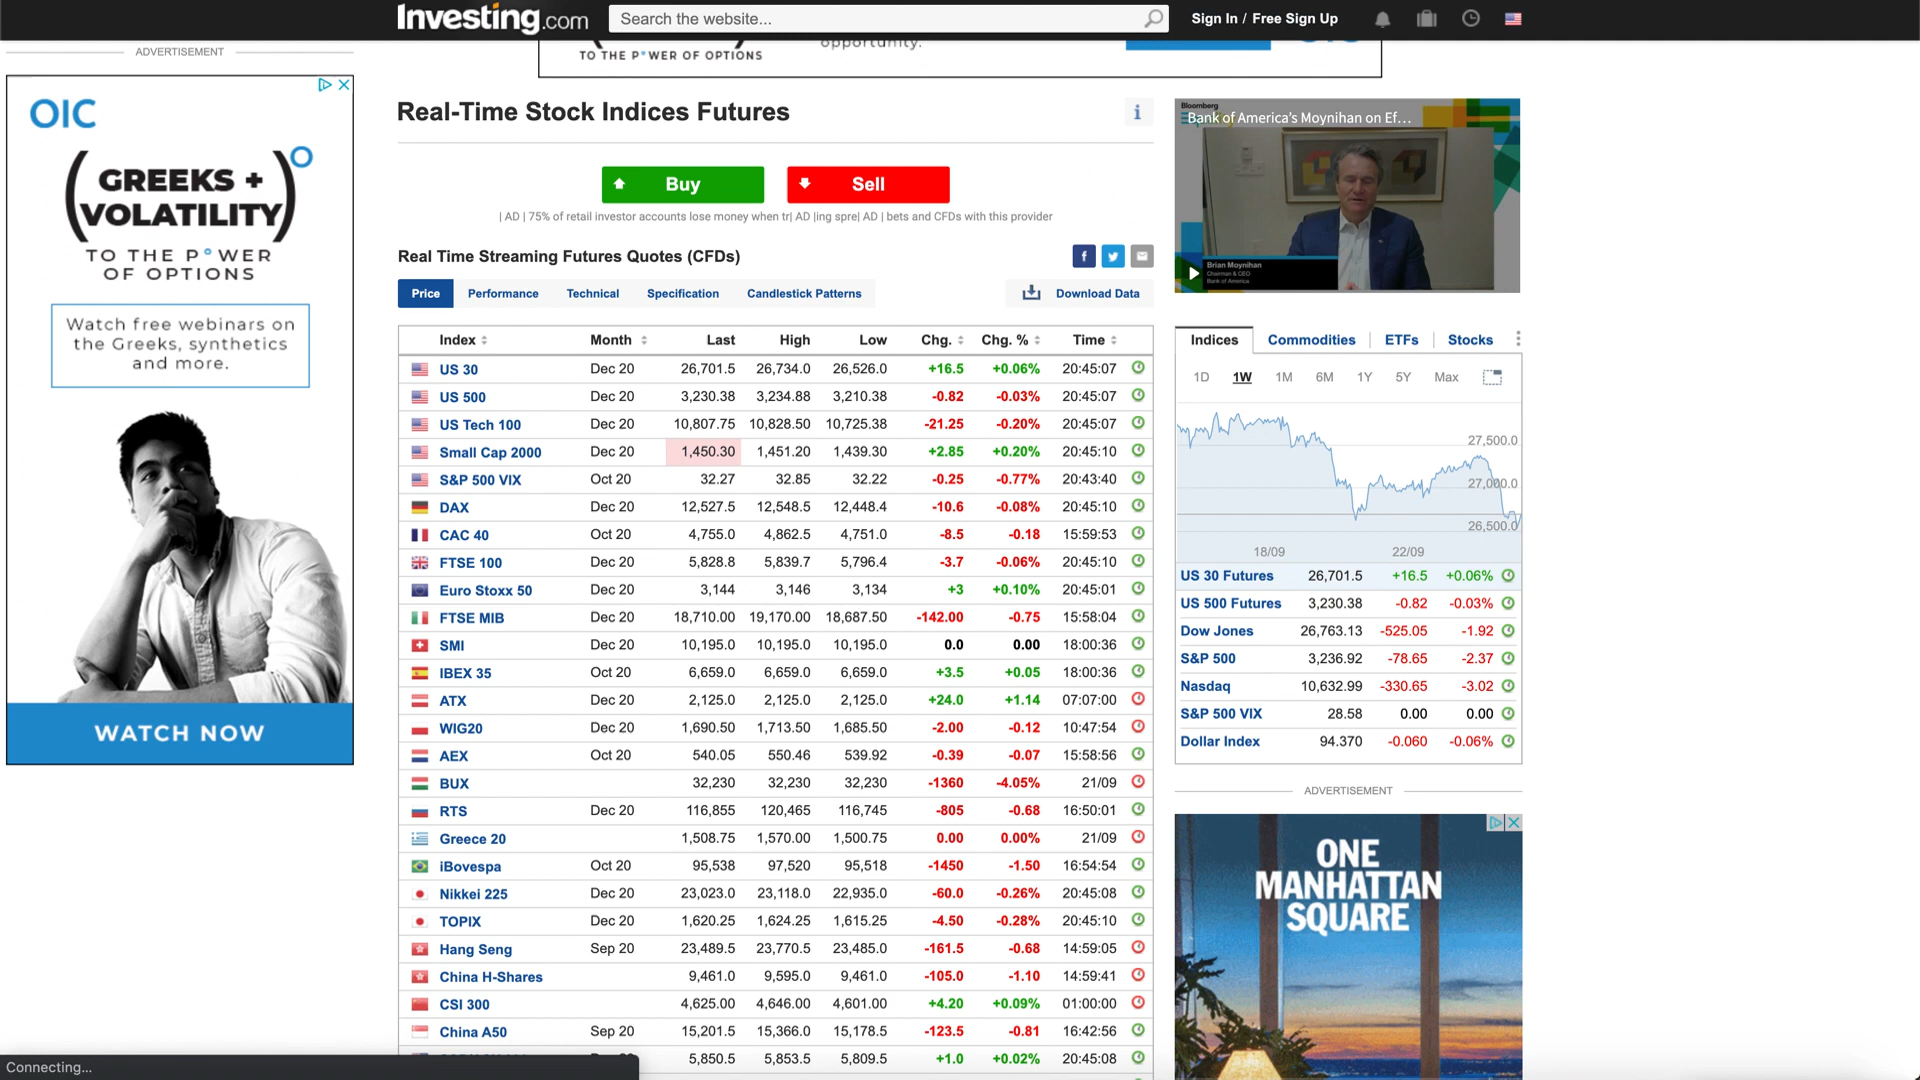 Investing.com
Search the website...
Sign In / Free Sign Up
ADVERTISEMENT
TO THE P°WER OF OPTIONS
opportunity.
OIC
OIC
(GREEKS +
VOLATILITY)
TO THE P°WER
OF OPTIONS
Watch free webinars on
the Greeks, synthetics
and more.
WATCH NOW
Real-Time Stock Indices Futures
i
Buy
Sell
| AD | 75% of retail investor accounts lose money when tr| AD |ing spre| AD | bets and CFDs with this provider
Real Time Streaming Futures Quotes (CFDs)
Price Performance Technical Specification Candlestick Patterns Download Data
Index Month Last High Low Chg. Chg. % Time
US 30 Dec 20 26,701.5 26,734.0 26,526.0 +16.5 +0.06% 20:45:07
US 500 Dec 20 3,230.38 3,234.88 3,210.38 -0.82 -0.03% 20:45:07
US Tech 100 Dec 20 10,807.75 10,828.50 10,725.38 -21.25 -0.20% 20:45:07
Small Cap 2000 Dec 20 1,450.30 1,451.20 1,439.30 +2.85 +0.20% 20:45:10
S&P 500 VIX Oct 20 32.27 32.85 32.22 -0.25 -0.77% 20:43:40
DAX Dec 20 12,527.5 12,548.5 12,448.4 -10.6 -0.08% 20:45:10
CAC 40 Oct 20 4,755.0 4,862.5 4,751.0 -8.5 -0.18 15:59:53
FTSE 100 Dec 20 5,828.8 5,839.7 5,796.4 -3.7 -0.06% 20:45:10
Euro Stoxx 50 Dec 20 3,144 3,146 3,134 +3 +0.10% 20:45:01
FTSE MIB Dec 20 18,710.00 19,170.00 18,687.50 -142.00 -0.75 15:58:04
SMI Dec 20 10,195.0 10,195.0 10,195.0 0.0 0.00 18:00:36
IBEX 35 Oct 20 6,659.0 6,659.0 6,659.0 +3.5 +0.05 18:00:36
ATX Dec 20 2,125.0 2,125.0 2,125.0 +24.0 +1.14 07:07:00
WIG20 Dec 20 1,690.50 1,713.50 1,685.50 -2.00 -0.12 10:47:54
AEX Oct 20 540.05 550.46 539.92 -0.39 -0.07 15:58:56
BUX 32,230 32,230 32,230 -1360 -4.05% 21/09
RTS Dec 20 116,855 120,465 116,745 -805 -0.68 16:50:01
Greece 20 1,508.75 1,570.00 1,500.75 0.00 0.00% 21/09
iBovespa Oct 20 95,538 97,520 95,518 -1450 -1.50 16:54:54
Nikkei 225 Dec 20 23,023.0 23,118.0 22,935.0 -60.0 -0.26% 20:45:08
TOPIX Dec 20 1,620.25 1,624.25 1,615.25 -4.50 -0.28% 20:45:10
Hang Seng Sep 20 23,489.5 23,770.5 23,485.0 -161.5 -0.68 14:59:05
China H-Shares 9,461.0 9,595.0 9,461.0 -105.0 -1.10 14:59:41
CSI 300 4,625.00 4,646.00 4,601.00 +4.20 +0.09% 01:00:00
China A50 Sep 20 15,201.5 15,366.0 15,178.5 -123.5 -0.81 16:42:56
5,850.5 5,853.5 5,809.5 +1.0 +0.02% 20:45:08
Connecting...
Bloomberg
Bank of America's Moynihan on Ef...
Brian Moynihan
Chairman & CEO
Bank of America
Indices Commodities ETFs Stocks
1D 1W 1M 6M 1Y 5Y Max
27,500.0
27,000.0
26,500.0
18/09 22/09
US 30 Futures 26,701.5 +16.5 +0.06%
US 500 Futures 3,230.38 -0.82 -0.03%
Dow Jones 26,763.13 -525.05 -1.92
S&P 500 3,236.92 -78.65 -2.37
Nasdaq 10,632.99 -330.65 -3.02
S&P 500 VIX 28.58 0.00 0.00
Dollar Index 94.370 -0.060 -0.06%
ADVERTISEMENT
ONE
MANHATTAN
SQUARE